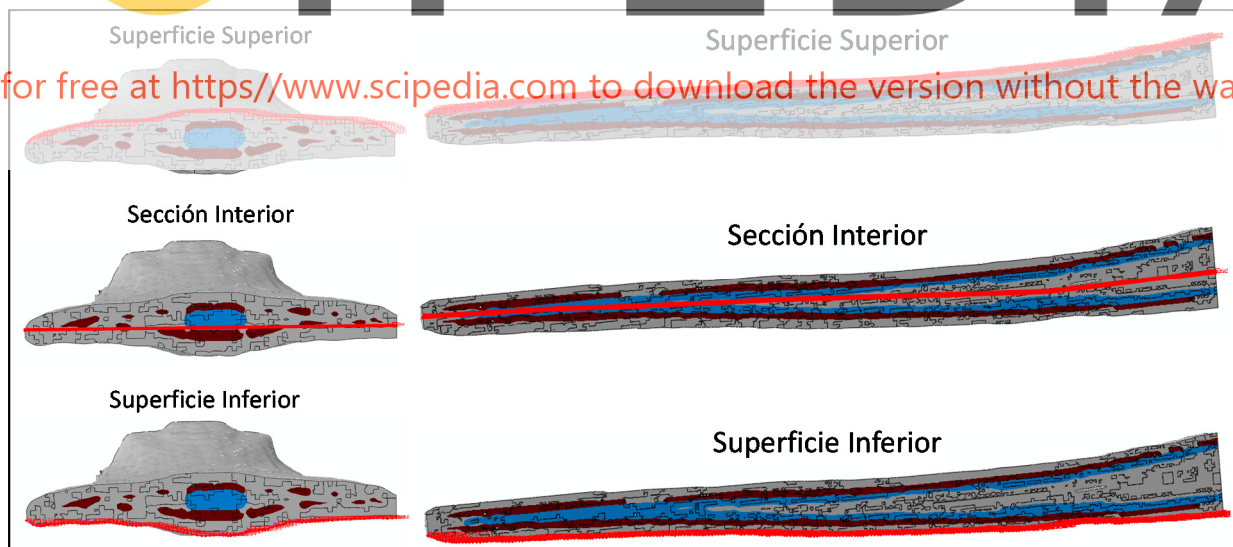 Superficie Superior
Superficie Superior
for free at https//www.scipedia.com to download the version without the wa
Sección Interior
Sección Interior
Superficie Inferior
Superficie Inferior